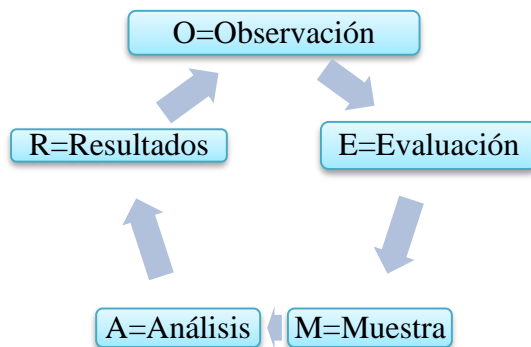 O=Observación
R=Resultados
E=Evaluación
A=Análisis
M=Muestra